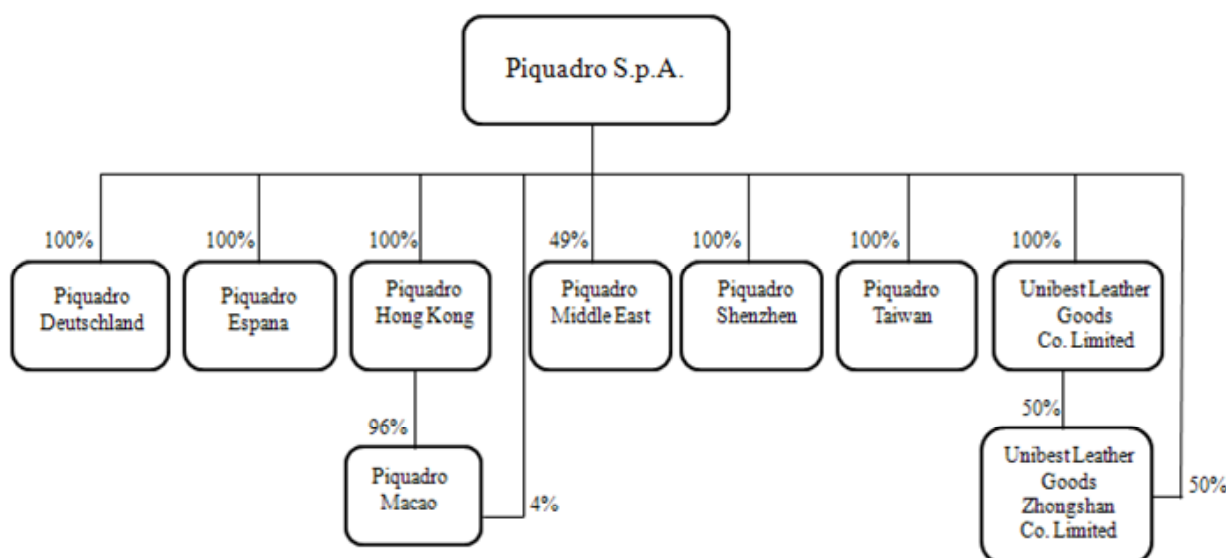 Piquadro S.p.A.
100%
100%
100%
49%
100%
100%
100%
Piquadro
Deutschland
Piquadro
Espana
Piquadro
Hong Kong
Piquadro
Middle East
Piquadro
Shenzhen
Piquadro
Taiwan
Unibest Leather
Goods
Co. Limited
96%
50%
Piquadro
Macao
4%
Unibest Leather
Goods
Zhongshan
Co. Limited
50%